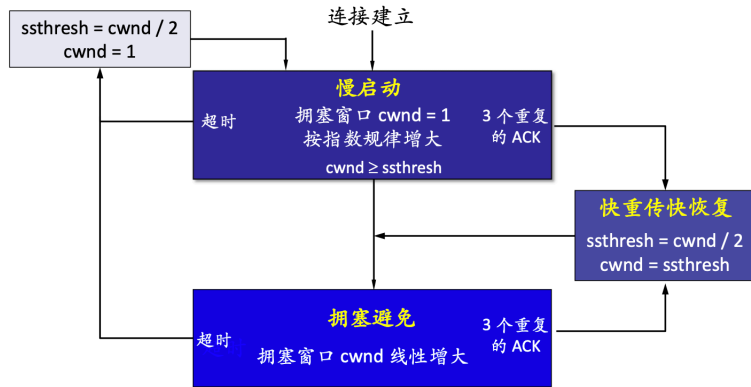 ssthresh = cwnd / 2
cwnd = 1
连接建立
慢启动
超时
拥塞窗口 cwnd = 1
按指数规律增大
3 个重复
的 ACK
cwnd ≥ ssthresh
快重传快恢复
ssthresh = cwnd / 2
cwnd = ssthresh
拥塞避免
超时
拥塞窗口 cwnd 线性增大
3 个重复
的 ACK